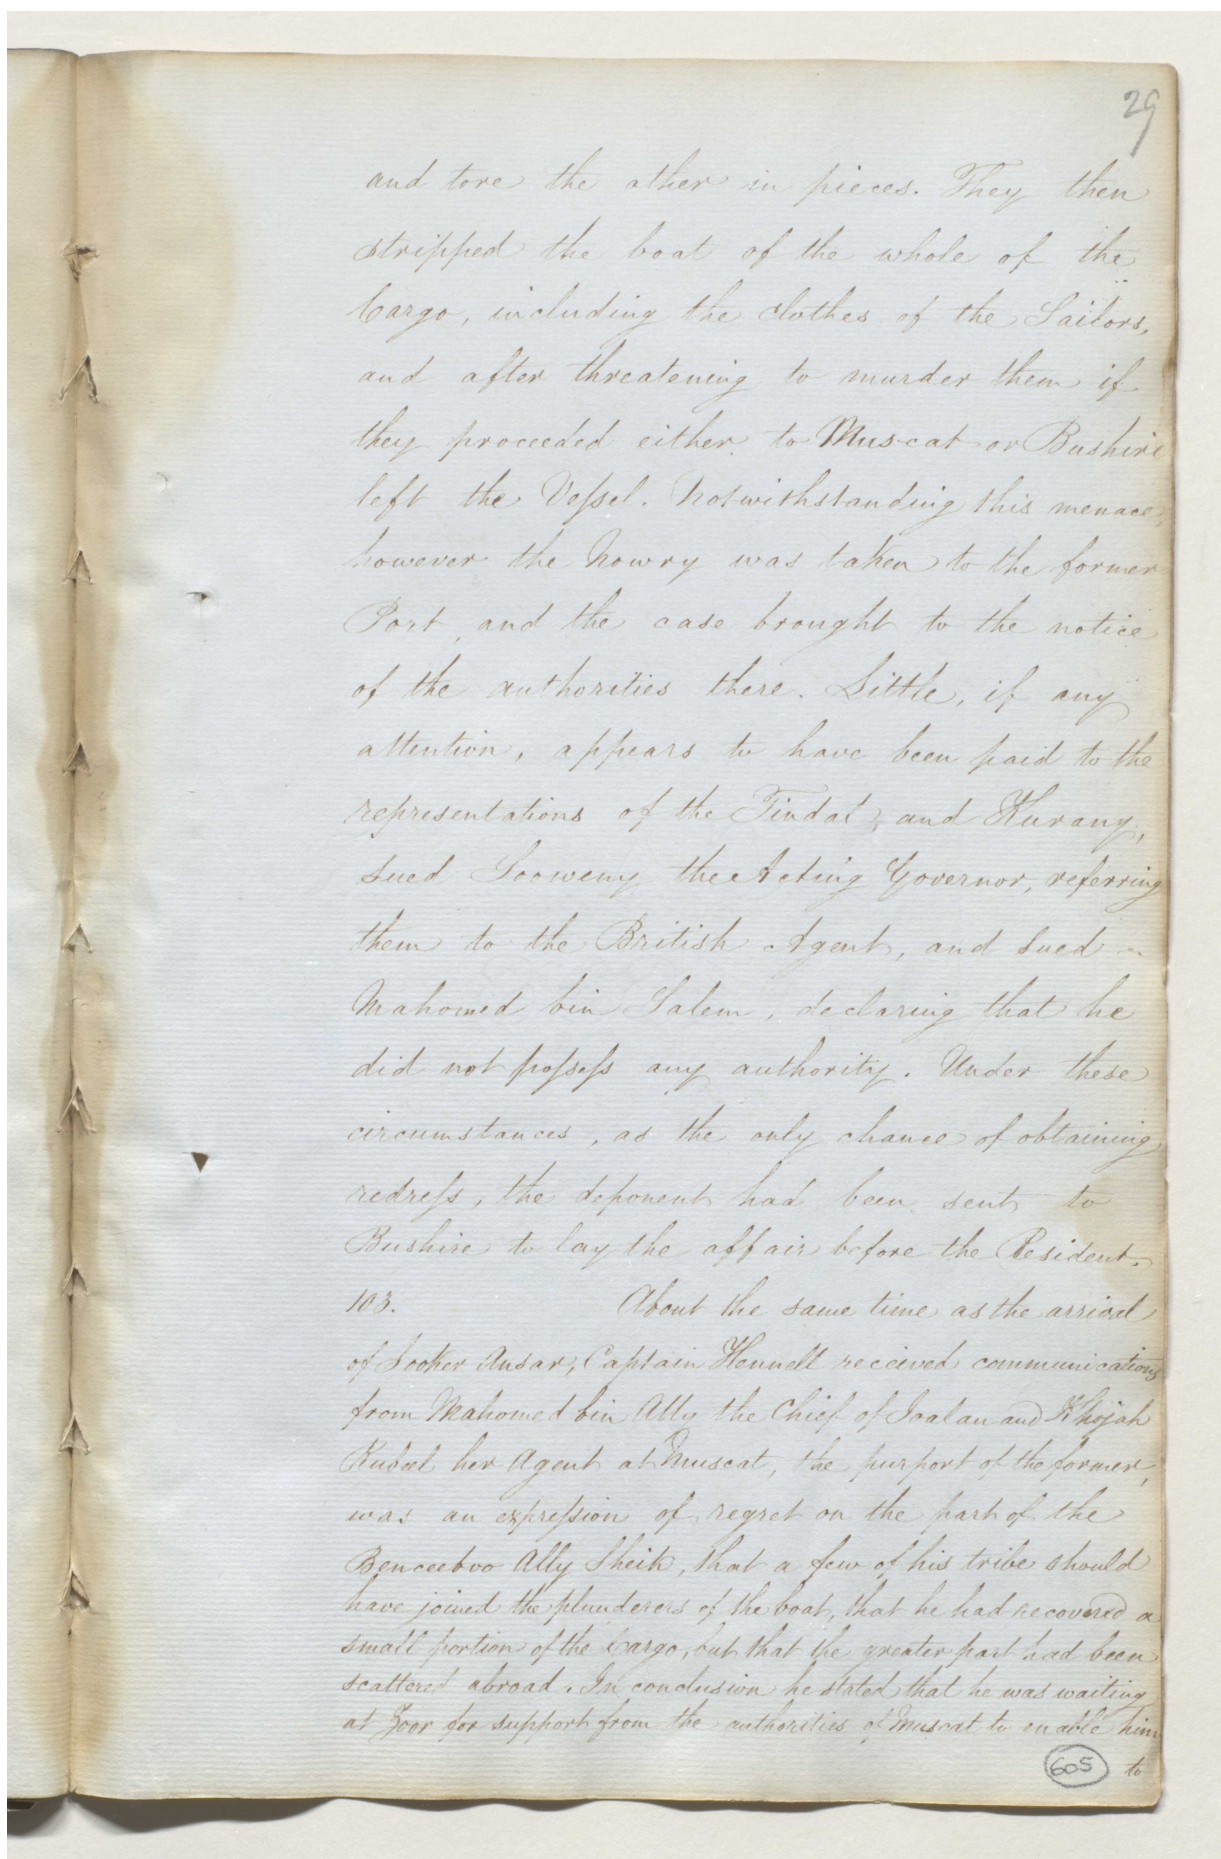 29
and tore the other in pieces. They then
stripped the boat of the whole of the
Cargo, including the clothes of the Sailors,
and after threatening to murder them if
they proceeded either to Muscat or Bushire
left the Veſsel. Notwithstanding this menace,
however the Nowry was taken to the former
Port, and the case brought to the notice
of the authorities there. Little, if any
attention, appears to have been paid to the
representations of the Tindal, and Kurany,
Sued Sooweny the Acting Governor, referring
them to the British Agent, and Sued
Mahomed bin Salem, declaring that he
did not poſseſs any authority. Under these
circumstances, as the only chance of obtaining
redreſs, the deponent had been sent to
Bushire to lay the affair before the Resident.
103. About the same time as the arrival
of Sooker Ansar, Captain Hennell received communications
from Mahomed bin Ally the Chief of Jaalan and Khojah
her Agent at Muscat, the purport of the former,
was an expreſsion of regret on the part of the
Benceeboo Ally Sheik, that a few of his tribe should
have joined the plunderers of the boat, that he had recovered a
small portion of the Cargo, but that the greater part had been
scattered abroad. In conclusion he stated that he was waiting
at Zoor for support from the authorities of Muscat to enable him
605 to